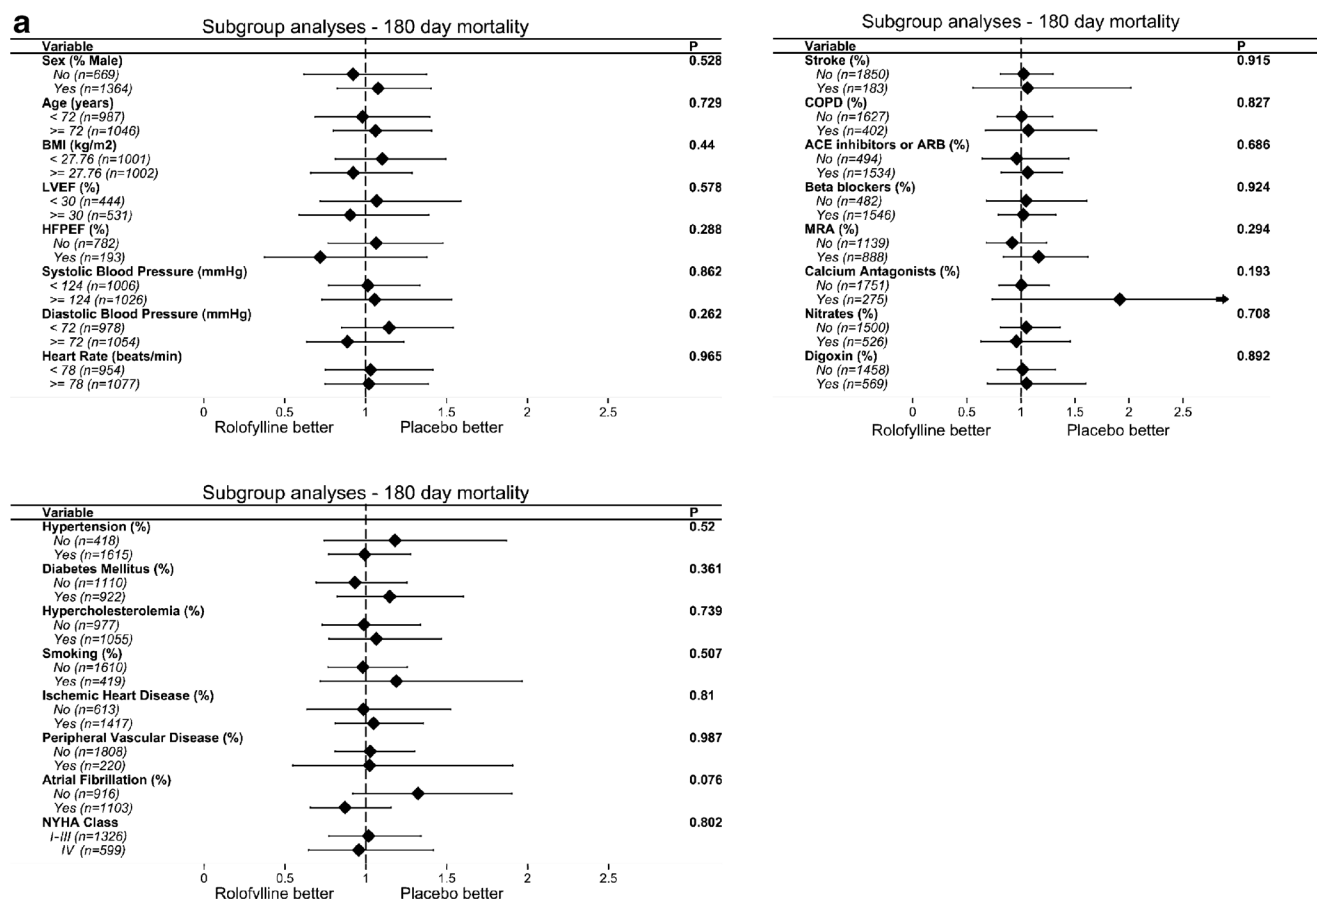 a
Subgroup analyses - 180 day mortality
Variable P
Sex (% Male) 0.528
No (n=669)
Yes (n=1364)
Age (years) 0.729
< 72 (n=987)
>= 72 (n=1046)
BMI (kg/m2) 0.44
< 27.76 (n=1001)
>= 27.76 (n=1002)
LVEF (%) 0.578
< 30 (n=444)
>= 30 (n=531)
HFPEF (%) 0.288
No (n=782)
Yes (n=193)
Systolic Blood Pressure (mmHg) 0.862
< 124 (n=1006)
>= 124 (n=1026)
Diastolic Blood Pressure (mmHg) 0.262
< 72 (n=978)
>= 72 (n=1054)
Heart Rate (beats/min) 0.965
< 78 (n=954)
>= 78 (n=1077)
0 0.5 1 1.5 2 2.5
Rolofylline better Placebo better
Subgroup analyses - 180 day mortality
Variable P
Stroke (%) 0.915
No (n=1850)
Yes (n=183)
COPD (%) 0.827
No (n=1627)
Yes (n=402)
ACE inhibitors or ARB (%) 0.686
No (n=494)
Yes (n=1534)
Beta blockers (%) 0.924
No (n=482)
Yes (n=1546)
MRA (%) 0.294
No (n=1139)
Yes (n=888)
Calcium Antagonists (%) 0.193
No (n=1751)
Yes (n=275)
Nitrates (%) 0.708
No (n=1500)
Yes (n=526)
Digoxin (%) 0.892
No (n=1458)
Yes (n=569)
0 0.5 1 1.5 2 2.5
Rolofylline better Placebo better
Subgroup analyses - 180 day mortality
Variable P
Hypertension (%) 0.52
No (n=418)
Yes (n=1615)
Diabetes Mellitus (%) 0.361
No (n=1110)
Yes (n=922)
Hypercholesterolemia (%) 0.739
No (n=977)
Yes (n=1055)
Smoking (%) 0.507
No (n=1610)
Yes (n=419)
Ischemic Heart Disease (%) 0.81
No (n=613)
Yes (n=1417)
Peripheral Vascular Disease (%) 0.987
No (n=1808)
Yes (n=220)
Atrial Fibrillation (%) 0.076
No (n=916)
Yes (n=1103)
NYHA Class 0.802
I-III (n=1326)
IV (n=599)
0 0.5 1 1.5 2 2.5
Rolofylline better Placebo better